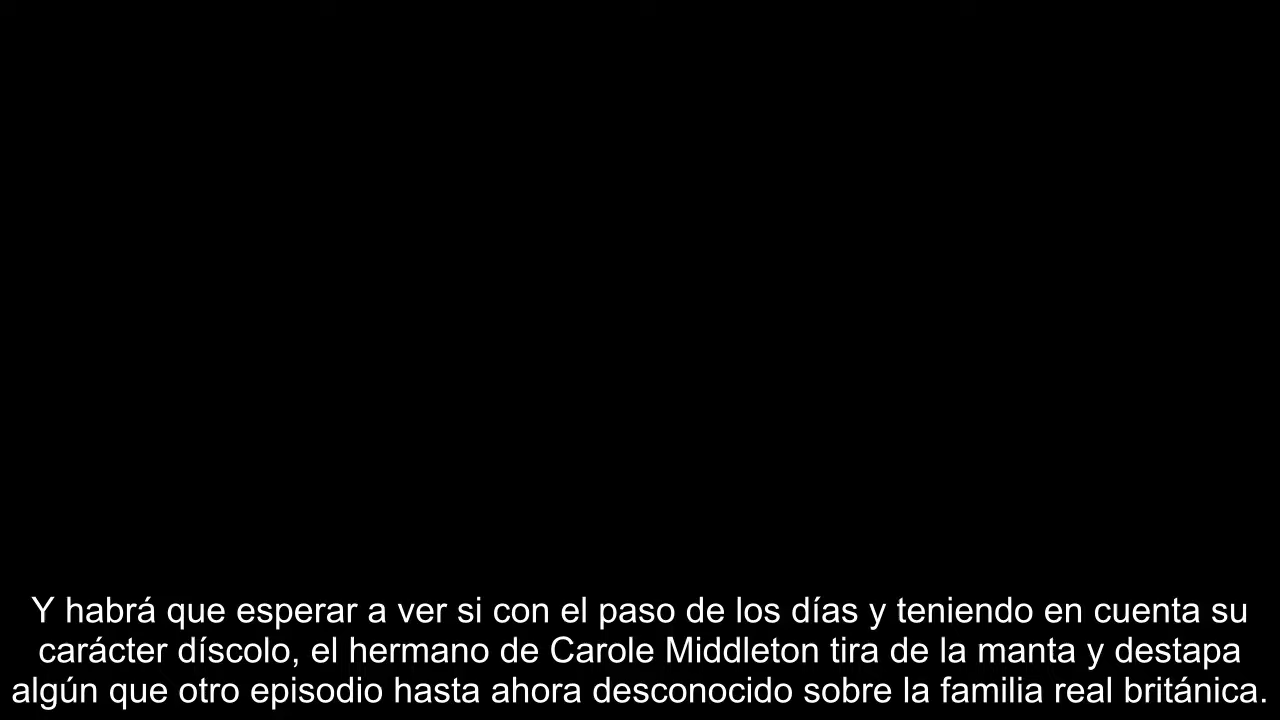 Y habrá que esperar a ver si con el paso de los días y teniendo en cuenta su
carácter díscolo, el hermano de Carole Middleton tira de la manta y destapa
algún que otro episodio hasta ahora desconocido sobre la familia real británica.